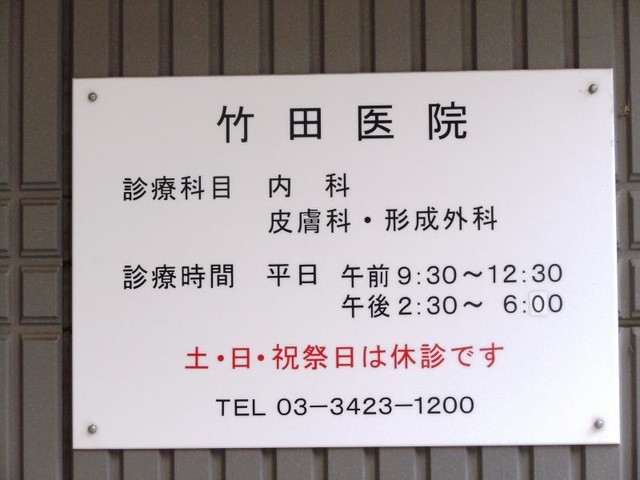 竹田医院
診療科目 内 科
皮膚科・形成外科
診療時間 平日 午前9:30〜12:30
午後2:30〜 6:00
土・日・祝祭日は休診です
TEL 03-3423-1200